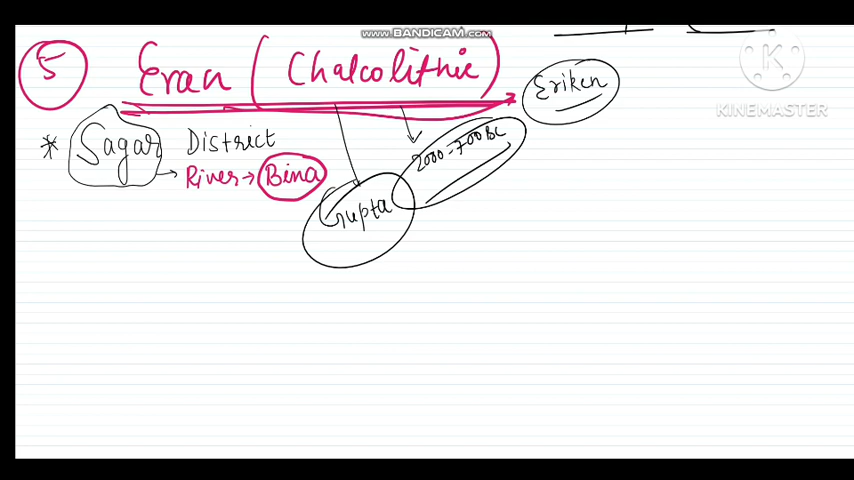 www.BANDICAM.com
5 Eran (Chalcolithic)
Eriken
K
KINEMASTER
* Sagar District
River → Bina
2000-700 BC
Gupta